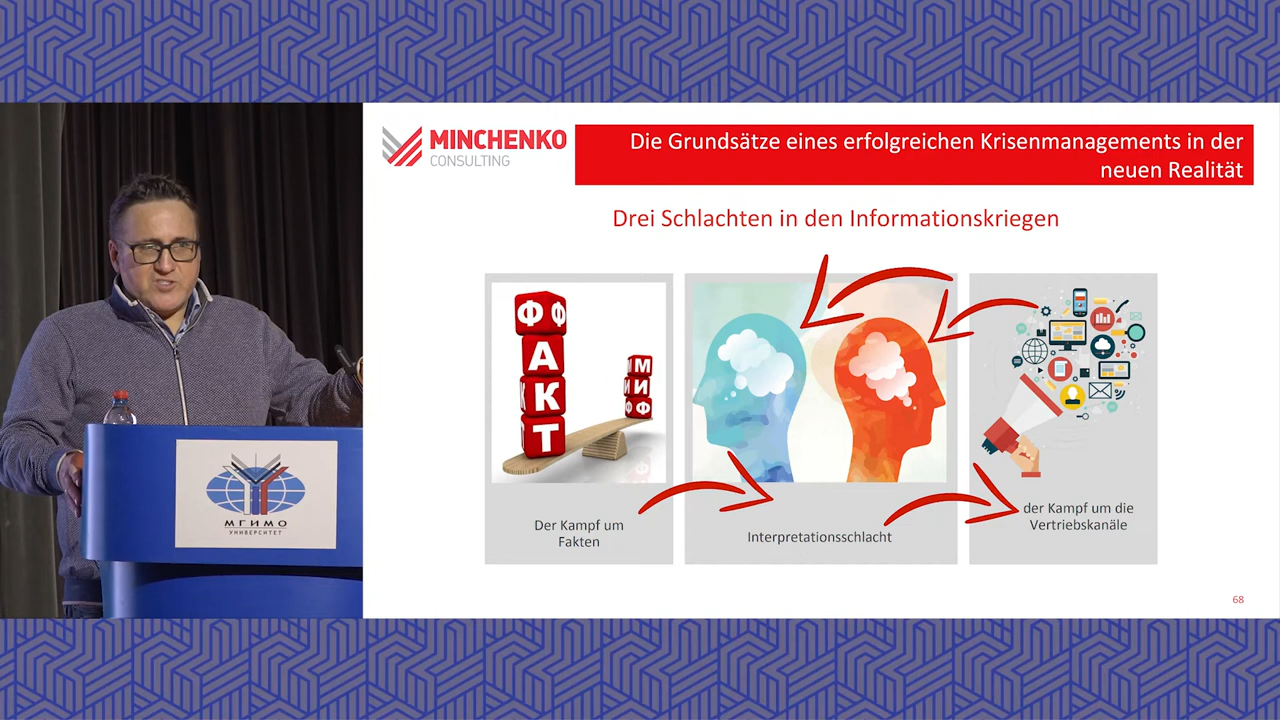 MINCHENKO
CONSULTING
Die Grundsätze eines erfolgreichen Krisenmanagements in der
neuen Realität
Drei Schlachten in den Informationskriegen
Ф Ф
А
К
Т
М
И И
Ф Ф
Der Kampf um
Fakten
Interpretationsschlacht
der Kampf um die
Vertriebskanäle
МГИМО
УНИВЕРСИТЕТ
68